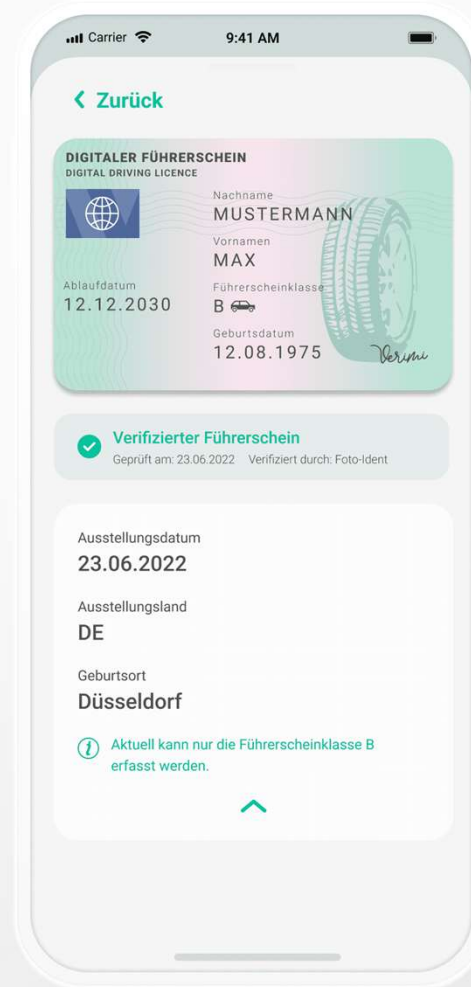 Carrier 9:41 AM
Zurück
DIGITALER FÜHRERSCHEIN
DIGITAL DRIVING LICENCE
Nachname
MUSTERMANN
Vornamen
MAX
Ablaufdatum
12.12.2030
Führerscheinklasse
B
Geburtsdatum
12.08.1975
Verimi
Verifizierter Führerschein
Geprüft am: 23.06.2022 Verifiziert durch: Foto-Ident
Ausstellungsdatum
23.06.2022
Ausstellungsland
DE
Geburtsort
Düsseldorf
Aktuell kann nur die Führerscheinklasse B
erfasst werden.